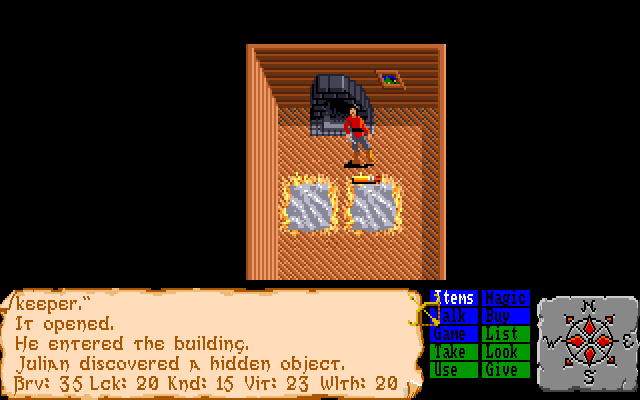 keeper."
It opened.
He entered the building.
Julian discovered a hidden object.
Brv: 35 Lck: 20 Knd: 15 Vit: 23 Wlth: 20
Items Magic
Talk Buy
Game List
Take Look
Use Give
N
W E
S